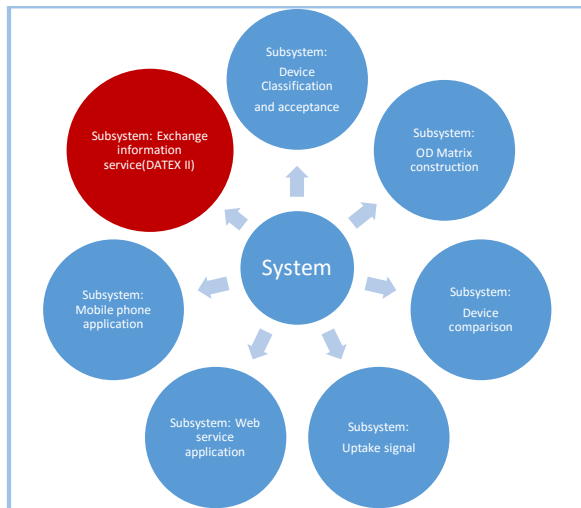 Subsystem:
Device
Classification
and acceptance
Subsystem: Exchange
information
service(DATEX II)
Subsystem:
OD Matrix
construction
System
Subsystem:
Mobile phone
application
Subsystem:
Device
comparison
Subsystem: Web
service
application
Subsystem:
Uptake signal